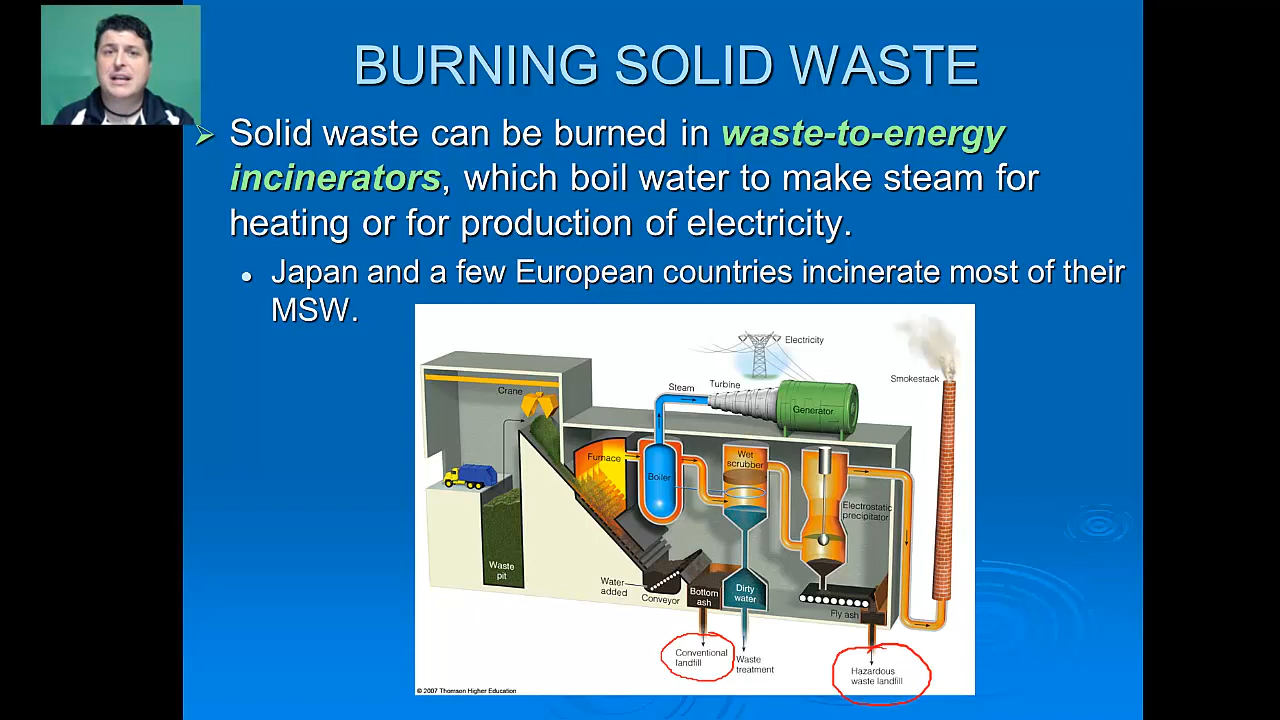 BURNING SOLID WASTE
Solid waste can be burned in waste-to-energy
incinerators, which boil water to make steam for
heating or for production of electricity.
Japan and a few European countries incinerate most of their
MSW.
Electricity
Smokestack
Steam
Turbine
Crane
Generator
Furnace
Wet
scrubber
Boiler
Electrostatic
precipitator
Waste
pit
Water
added
Conveyor
Bottom
ash
Dirty
water
Fly ash
Conventional
landfill
Waste
treatment
Hazardous
waste landfill
© 2007 Thomson Higher Education